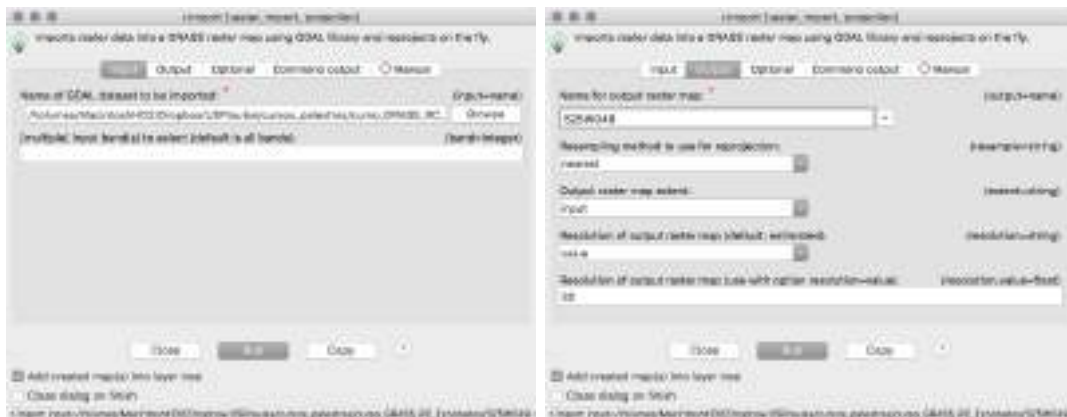 r.import [raster, import, projection]
Imports raster data into a GRASS raster map using GDAL library and reprojects on the fly.
Input Output Optional Command output Manual
Name of GDAL dataset to be imported: * (input=name)
Browse
[multiple] Input band(s) to select (default is all bands): (band=integer)
Close Run Copy
Add created map(s) into layer tree
Close dialog on finish
r.import [raster, import, projection]
Imports raster data into a GRASS raster map using GDAL library and reprojects on the fly.
Input Output Optional Command output Manual
Name for output raster map: * (output=name)
S25W048
Resampling method to use for reprojection: (resample=string)
nearest
Output raster map extent: (extent=string)
input
Resolution of output raster map (default: estimated): (resolution=string)
value
Resolution of output raster map (use with option resolution=value): (resolution_value=float)
30
Close Run Copy
Add created map(s) into layer tree
Close dialog on finish